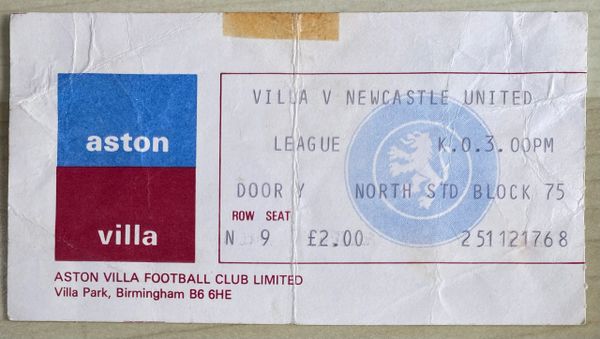 aston
villa
VILLA V NEWCASTLE UNITED
LEAGUE K.O.3.00PM
DOOR Y NORTH STD BLOCK 75
ROW SEAT
N 9 £2.00 251121768
ASTON VILLA FOOTBALL CLUB LIMITED
Villa Park, Birmingham B6 6HE